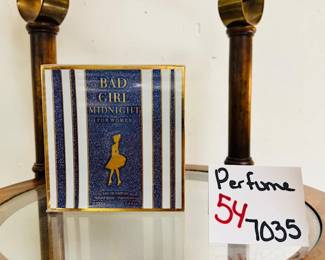 BAD
GIRL
MIDNIGHT
FOR WOMEN
Perfume
54
7035